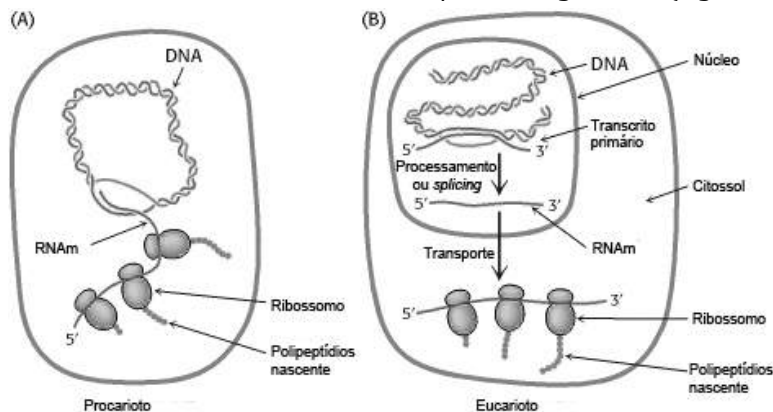 (A)
DNA
RNAm
Ribossomo
5′
Polipeptídios
nascente
Procarioto
(B)
DNA
Núcleo
Transcrito
primário
5′ 3′
Processamento
ou splicing
Citossol
5′ 3′
RNAm
Transporte
3′
5′
Ribossomo
Polipeptídios
nascente
Eucarioto